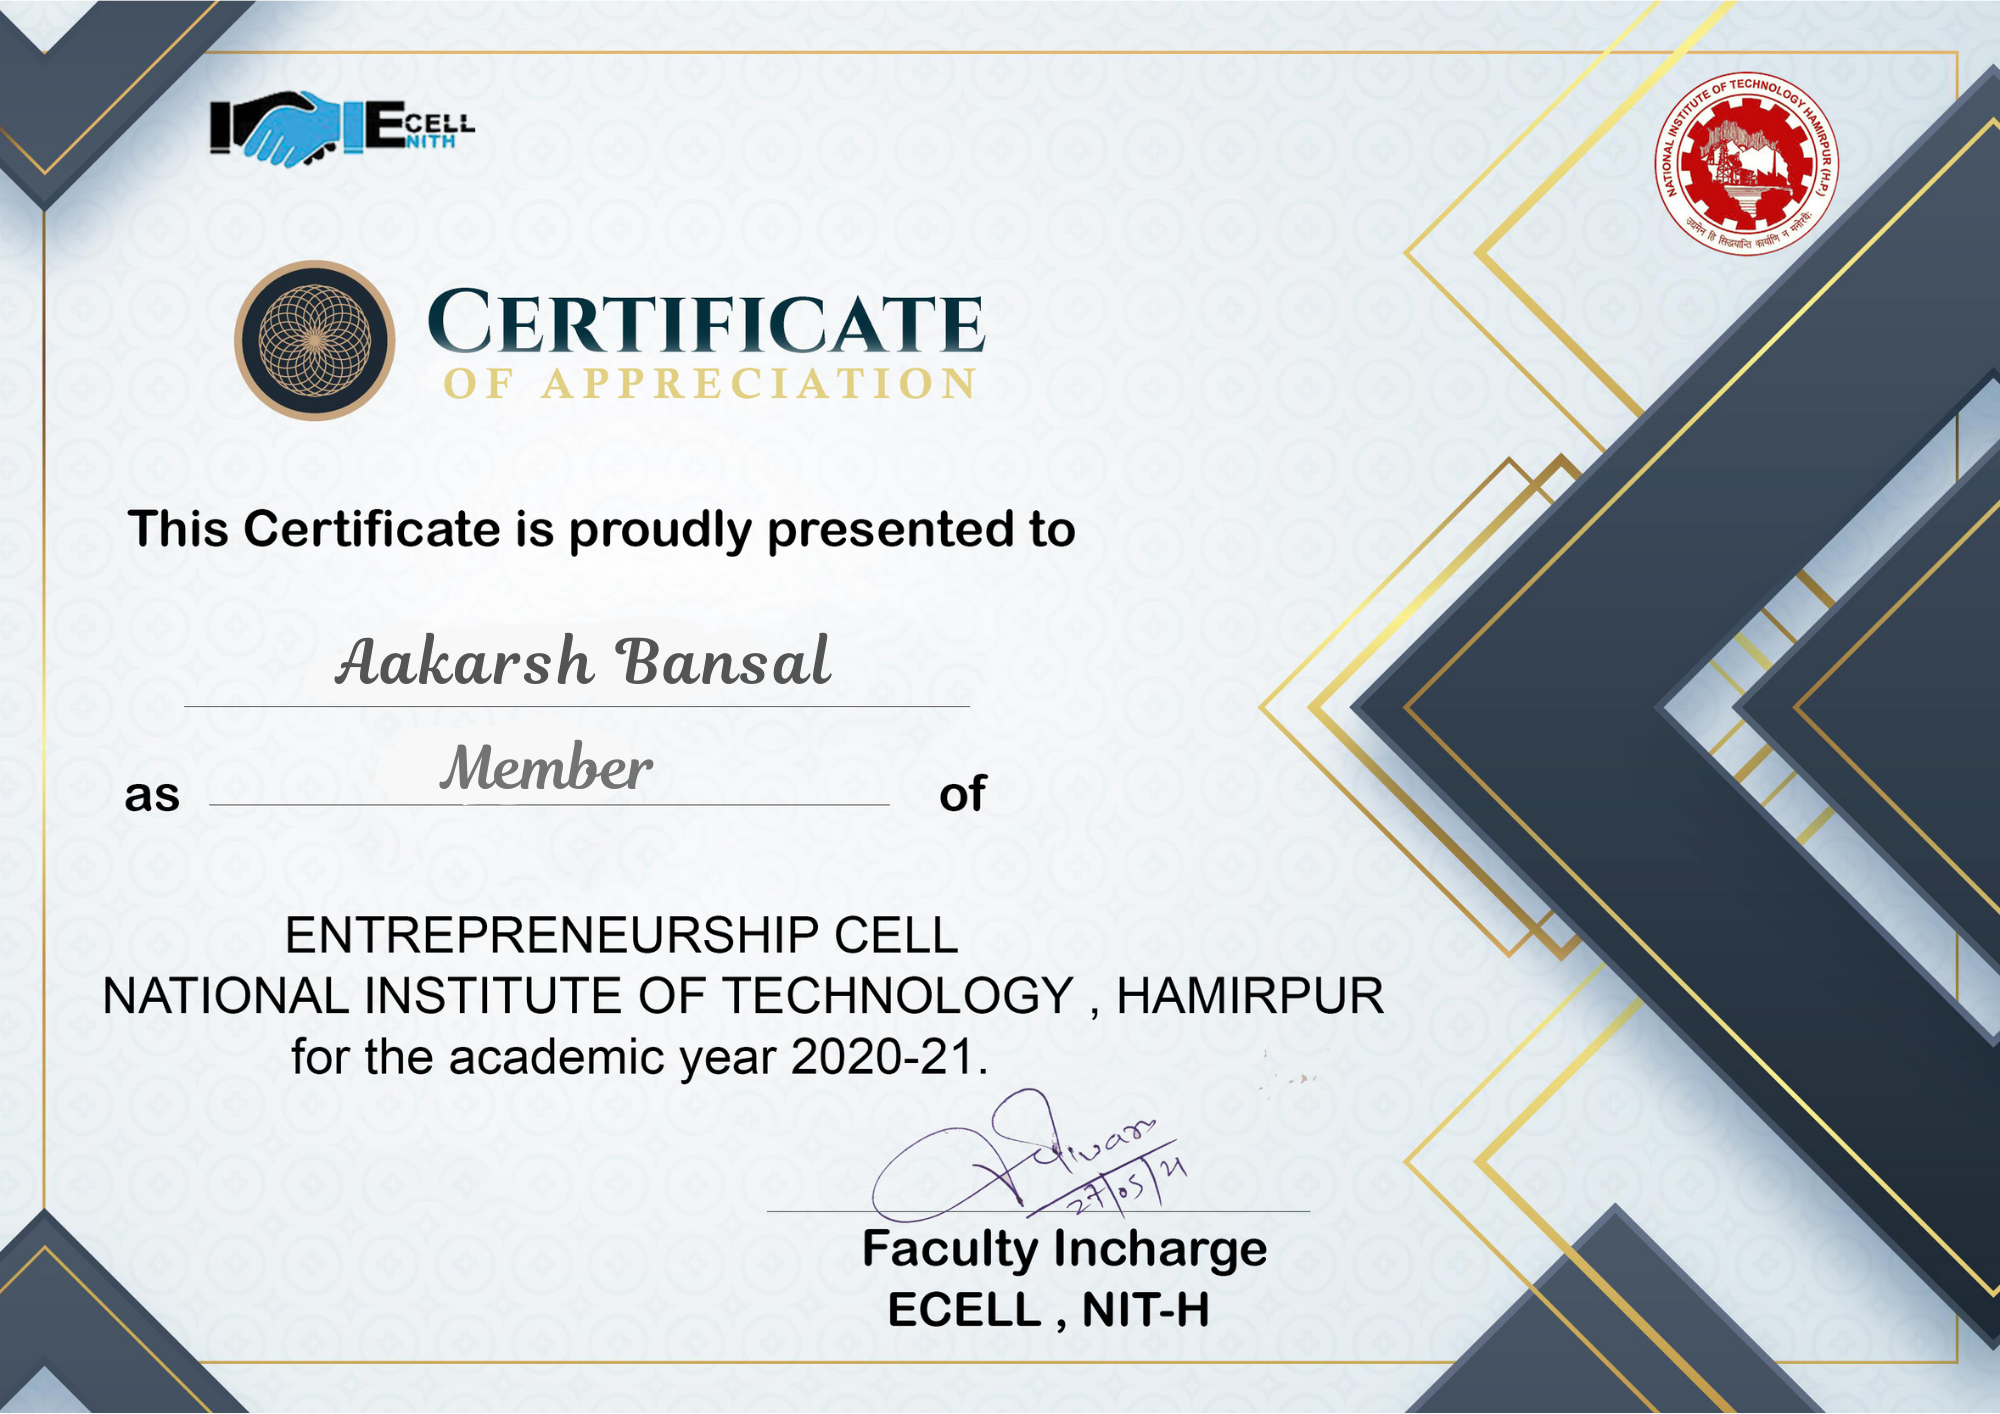 ECELL
NITH
NATIONAL INSTITUTE OF TECHNOLOGY HAMIRPUR (H.P.)
उद्यमेन हि सिद्ध्यन्ति कार्याणि न मनोरथैः
CERTIFICATE
OF APPRECIATION
This Certificate is proudly presented to
Aakarsh Bansal
as Member of
ENTREPRENEURSHIP CELL
NATIONAL INSTITUTE OF TECHNOLOGY , HAMIRPUR
for the academic year 2020-21.
27/05/21
Faculty Incharge
ECELL , NIT-H